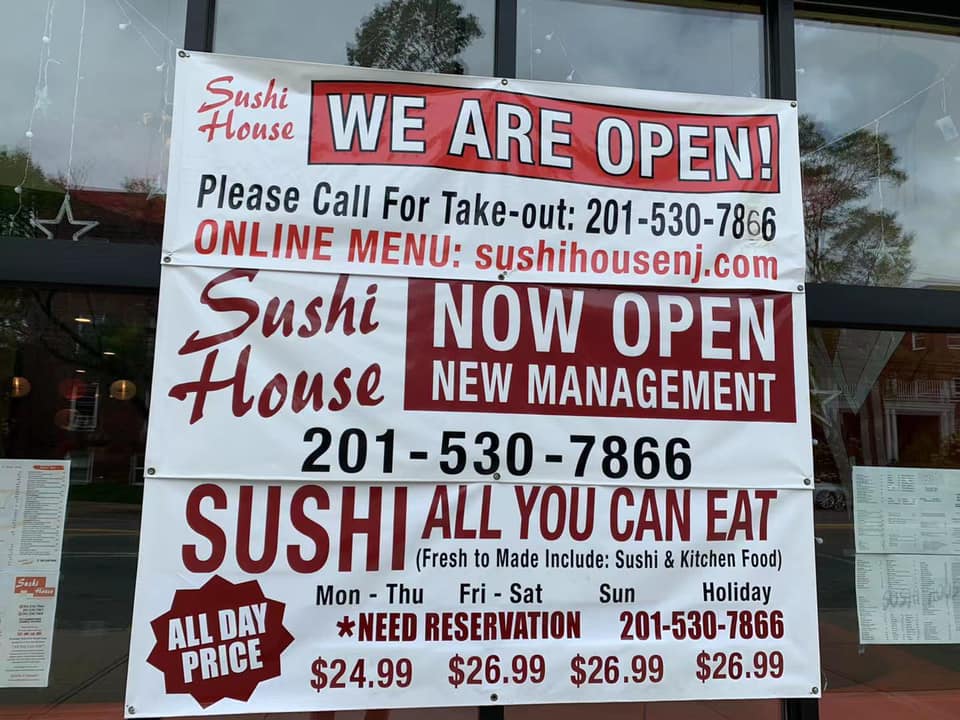 Sushi House
WE ARE OPEN!
Please Call For Take-out: 201-530-7866
ONLINE MENU: sushihousenj.com
Sushi
House
NOW OPEN
NEW MANAGEMENT
201-530-7866
SUSHI ALL YOU CAN EAT
(Fresh to Made Include: Sushi & Kitchen Food)
Mon - Thu Fri - Sat Sun Holiday
*NEED RESERVATION 201-530-7866
ALL DAY
PRICE
$24.99 $26.99 $26.99 $26.99
Sushi
House